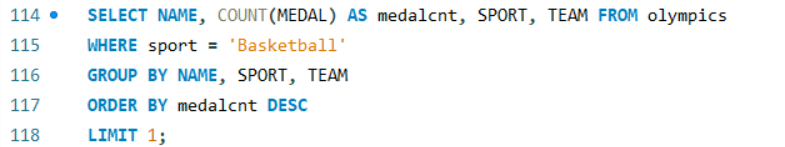 114 SELECT NAME, COUNT(MEDAL) AS medalcnt, SPORT, TEAM FROM olympics
115 WHERE sport = 'Basketball'
116 GROUP BY NAME, SPORT, TEAM
117 ORDER BY medalcnt DESC
118 LIMIT 1;